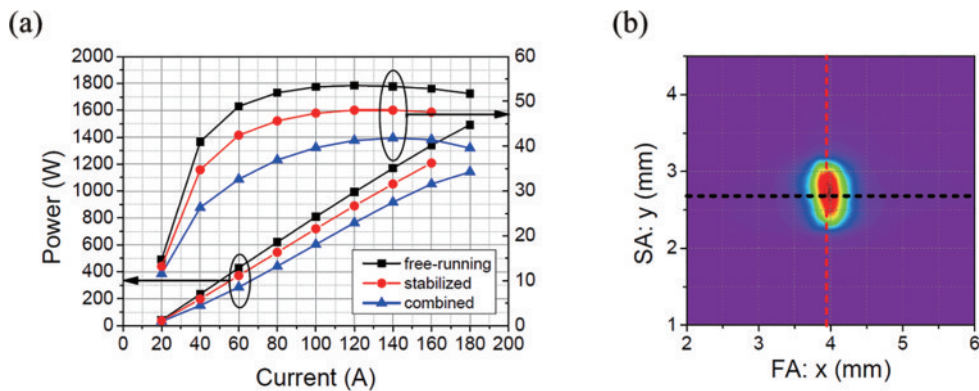 (a)
2000
1800
1600
1400
1200
1000
800
600
400
200
0
Power (W)
60
50
40
30
20
10
0
free-running
stabilized
combined
0 20 40 60 80 100 120 140 160 180 200
Current (A)
(b)
4
3
2
1
SA: y (mm)
2 3 4 5 6
FA: x (mm)